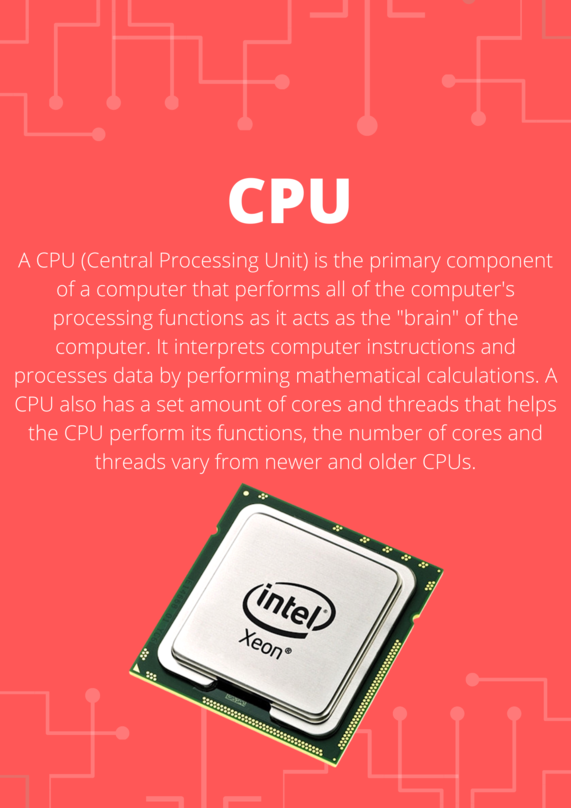 CPU
A CPU (Central Processing Unit) is the primary component
of a computer that performs all of the computer's
processing functions as it acts as the "brain" of the
computer. It interprets computer instructions and
processes data by performing mathematical calculations. A
CPU also has a set amount of cores and threads that helps
the CPU perform its functions, the number of cores and
threads vary from newer and older CPUs.
intel®
Xeon®